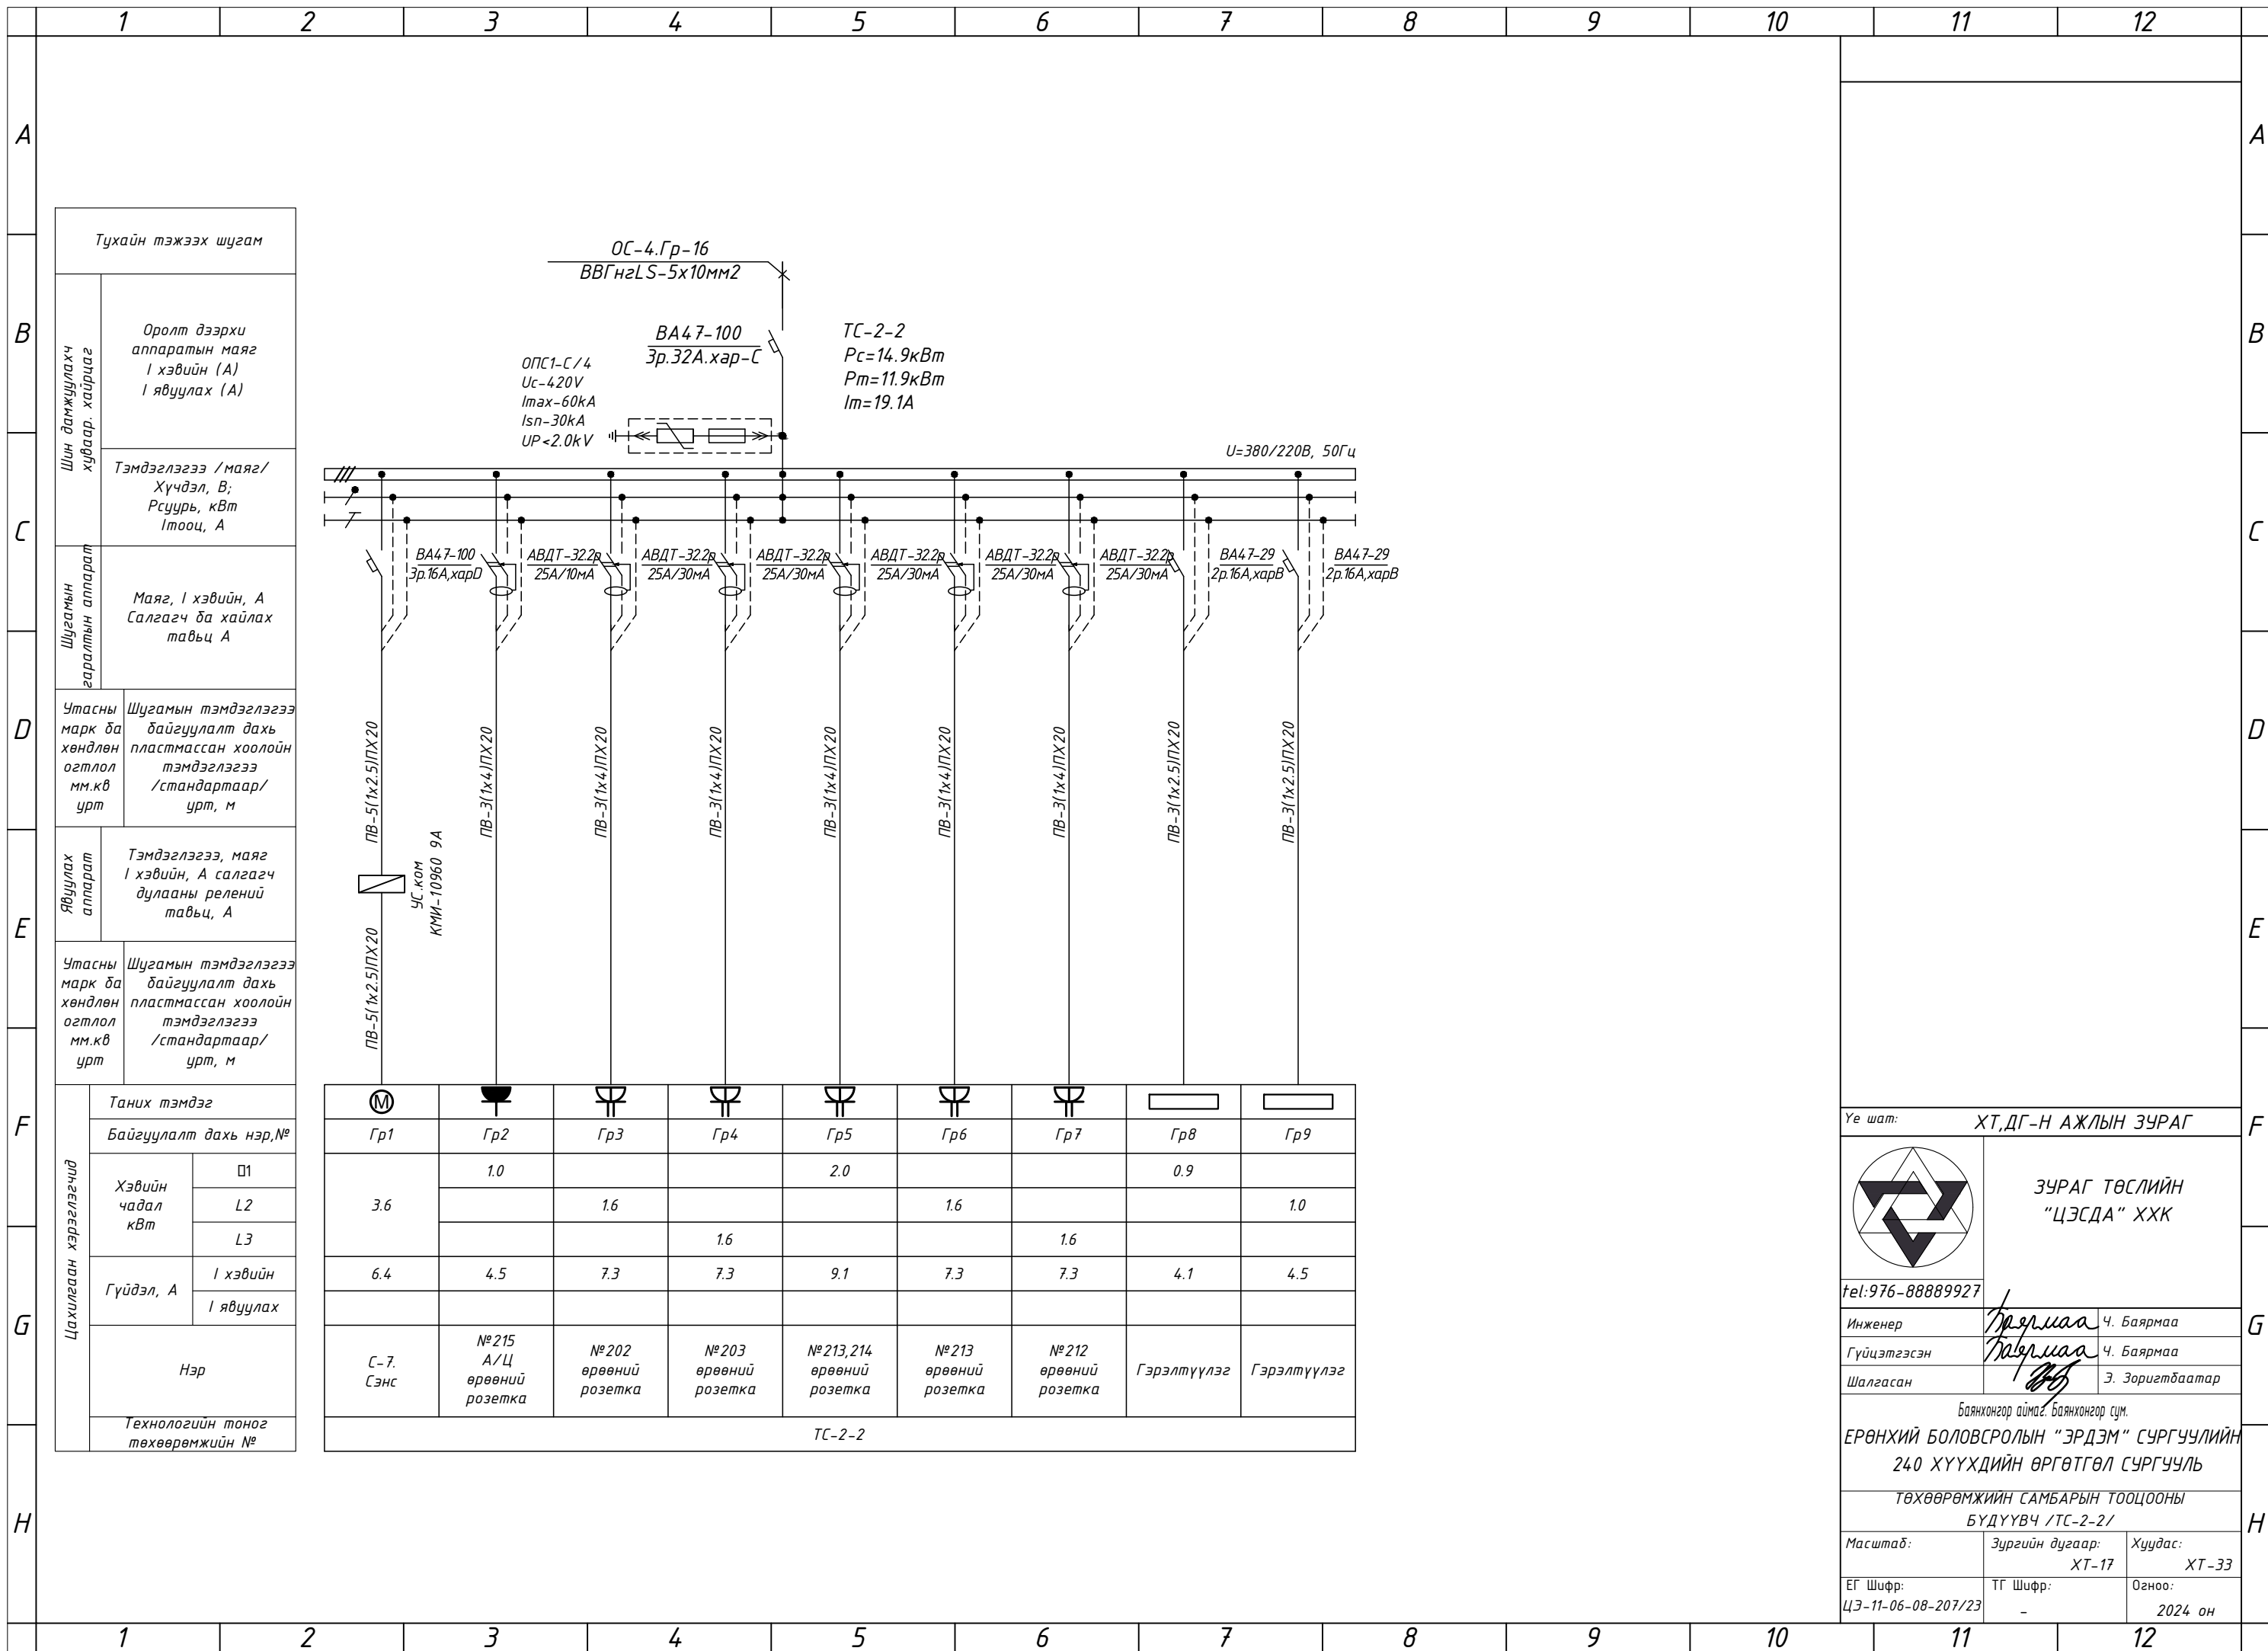 1 2 3 4 5 6 7 8 9 10 11 12
A A
B B
C C
D D
E E
F F
G G
H H
Тухайн тэжээх шугам
Шин дамжуулагч
хуваар. хайрцаг
Оролт дээрхи
аппаратын маяг
I хэвийн (А)
I явуулах (А)
Тэмдэглэгээ /маяг/
Хүчдэл, В;
Рсуурь, кВт
Iтооц, А
Шугамын
гаралтын аппарат
Маяг, I хэвийн, А
Салгагч ба хайлах
тавьц А
Утасны
марк ба
хөндлөн
огтлол
мм.кв
урт
Шугамын тэмдэглэгээ
байгуулалт дахь
пластмассан хоолойн
тэмдэглэгээ
/стандартаар/
урт, м
Явуулах
аппарат
Тэмдэглэгээ, маяг
I хэвийн, А салгагч
дулааны релений
тавьц, А
Утасны
марк ба
хөндлөн
огтлол
мм.кв
урт
Шугамын тэмдэглэгээ
байгуулалт дахь
пластмассан хоолойн
тэмдэглэгээ
/стандартаар/
урт, м
ОС-4.Гр-16
ВВГнгLS-5х10мм2
ВА47-100
3р.32А.хар-С
ТС-2-2
Рс=14.9кВт
Рт=11.9кВт
Iт=19.1А
ОПС1-С/4
Uc-420V
Imax-60kA
Isn-30kA
UP<2.0kV
U=380/220В, 50Гц
ВА47-100
3р.16А,харD
АВДТ-32.2р
25А/10мА
АВДТ-32.2р
25А/30мА
АВДТ-32.2р
25А/30мА
АВДТ-32.2р
25А/30мА
АВДТ-32.2р
25А/30мА
АВДТ-32.2р
25А/30мА
ВА47-29
2р.16А,харВ
ВА47-29
2р.16А,харВ
ПВ-5(1х2.5)ПХ20
ПВ-3(1х4)ПХ20
ПВ-3(1х4)ПХ20
ПВ-3(1х4)ПХ20
ПВ-3(1х4)ПХ20
ПВ-3(1х4)ПХ20
ПВ-3(1х4)ПХ20
ПВ-3(1х2.5)ПХ20
ПВ-3(1х2.5)ПХ20
УС.ком
КМИ-10960 9А
ПВ-5(1х2.5)ПХ20
Цахилгаан хэрэглэгчид
Таних тэмдэг M
Байгуулалт дахь нэр,№ Гр1 Гр2 Гр3 Гр4 Гр5 Гр6 Гр7 Гр8 Гр9
Хэвийн
чадал
кВт
3.6
□1 1.0 2.0 0.9
L2 1.6 1.6 1.0
L3 1.6 1.6
Гүйдэл, А
I хэвийн 6.4 4.5 7.3 7.3 9.1 7.3 7.3 4.1 4.5
I явуулах
Нэр
С-7.
Сэнс
№215
А/Ц
өрөөний
розетка
№202
өрөөний
розетка
№203
өрөөний
розетка
№213,214
өрөөний
розетка
№213
өрөөний
розетка
№212
өрөөний
розетка
Гэрэлтүүлэг
Гэрэлтүүлэг
Технологийн тоног
төхөөрөмжийн №
ТС-2-2
Үе шат: ХТ,ДГ-Н АЖЛЫН ЗУРАГ
ЗУРАГ ТӨСЛИЙН
"ЦЭСДА" ХХК
tel:976-88889927
Инженер Баярмаа Ч. Баярмаа
Гүйцэтгэсэн Баярмаа Ч. Баярмаа
Шалгасан Э. Зоригтбаатар
Баянхонгор аймаг. Баянхонгор сум.
ЕРӨНХИЙ БОЛОВСРОЛЫН "ЭРДЭМ" СУРГУУЛИЙН
240 ХҮҮХДИЙН ӨРГӨТГӨЛ СУРГУУЛЬ
ТӨХӨӨРӨМЖИЙН САМБАРЫН ТООЦООНЫ
БҮДҮҮВЧ /ТС-2-2/
Масштаб:
Зургийн дугаар:
ХТ-17
Хуудас:
ХТ-33
ЕГ Шифр:
ЦЭ-11-06-08-207/23
ТГ Шифр:
-
Огноо:
2024 он
1 2 3 4 5 6 7 8 9 10 11 12